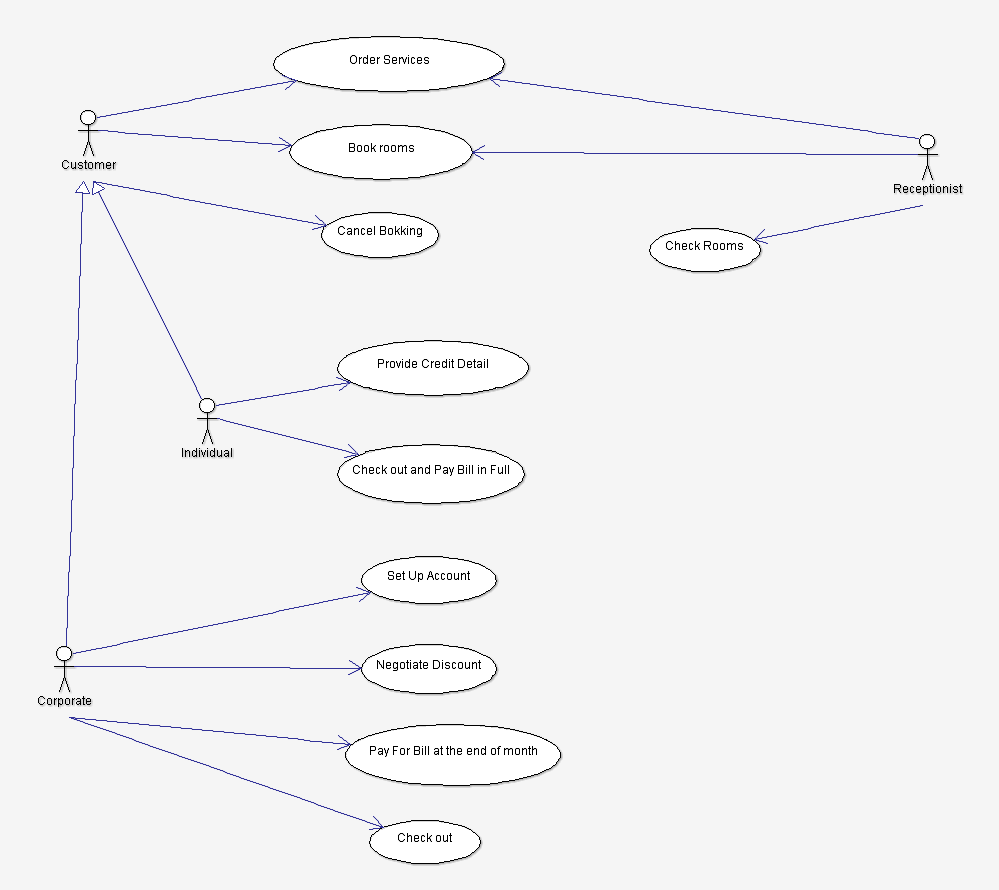 Order Services
Book rooms
Customer
Receptionist
Cancel Bokking
Check Rooms
Provide Credit Detail
Individual
Check out and Pay Bill in Full
Set Up Account
Negotiate Discount
Corporate
Pay For Bill at the end of month
Check out